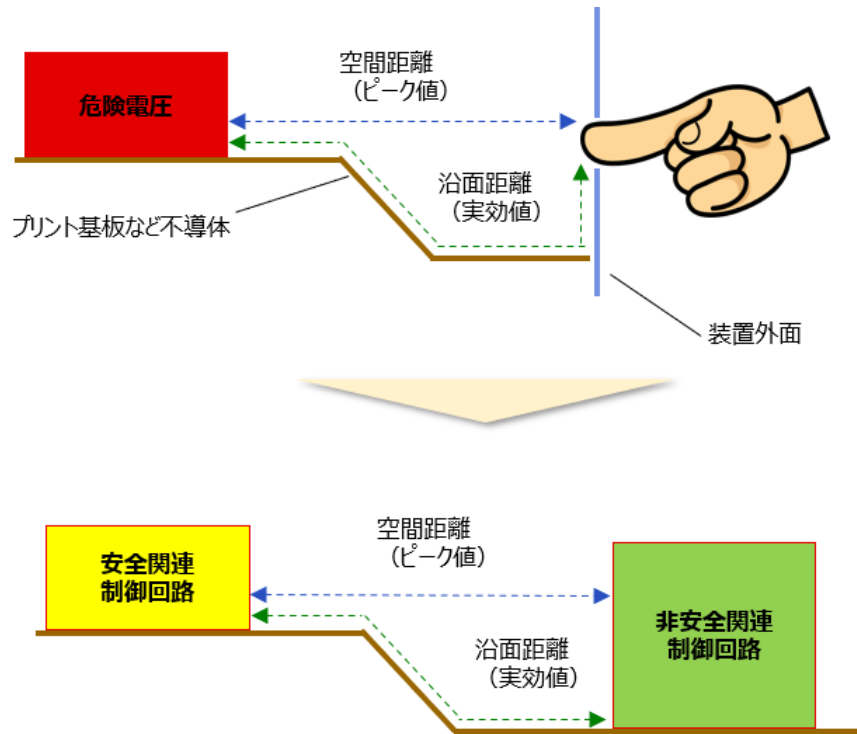 空間距離
（ピーク値）
危険電圧
沿面距離
（実効値）
プリント基板など不導体
装置外面
空間距離
（ピーク値）
安全関連
制御回路
非安全関連
制御回路
沿面距離
（実効値）